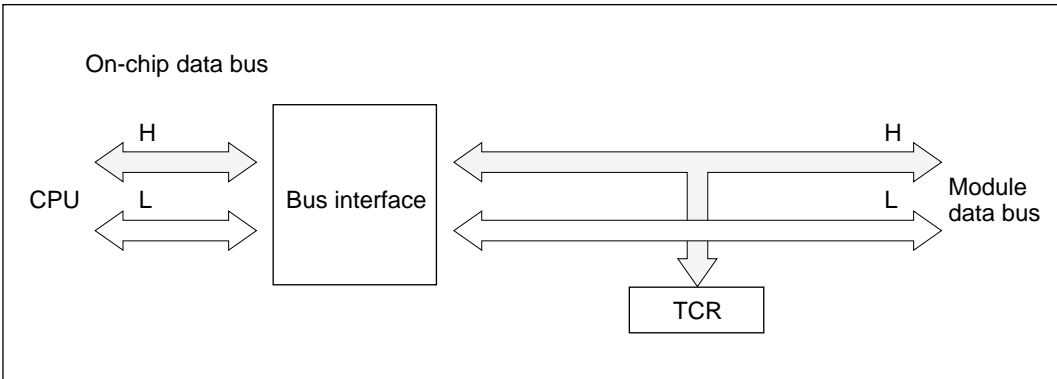 On-chip data bus
H
H
CPU
L
Bus interface
L
Module
data bus
TCR